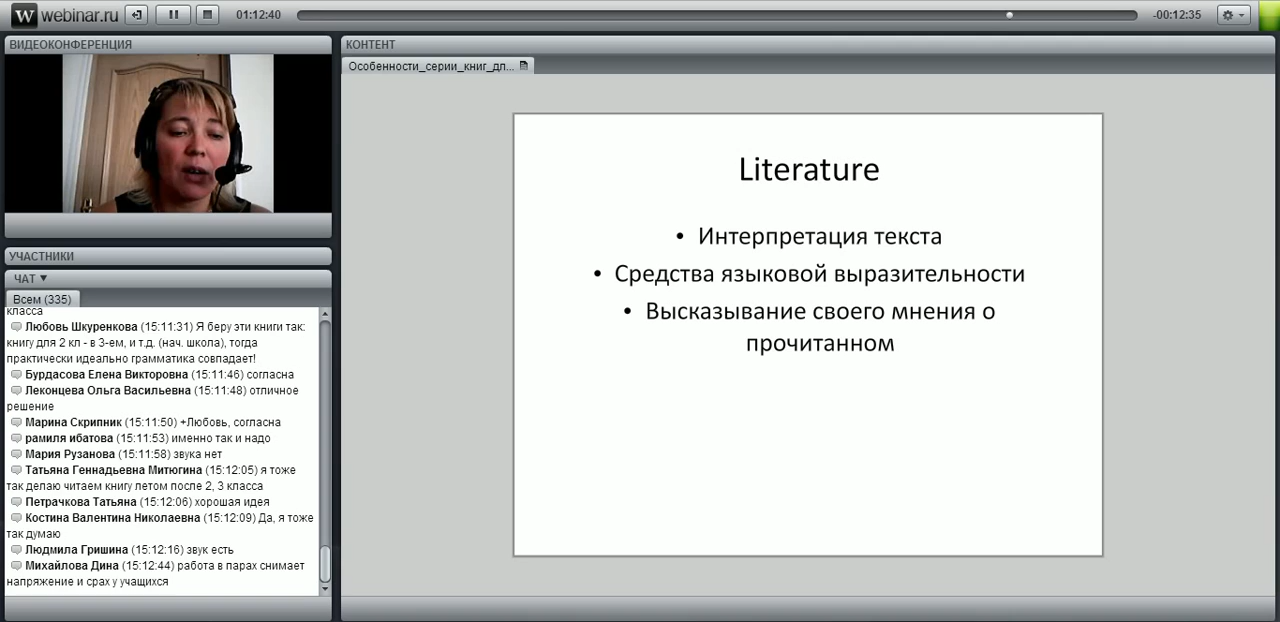 webinar.ru
01:12:40
-00:12:35
ВИДЕОКОНФЕРЕНЦИЯ
УЧАСТНИКИ
ЧАТ
Всем (335)
класса
Любовь Шкуренкова (15:11:31) Я беру эти книги так:
книгу для 2 кл - в 3-ем, и т.д. (нач. школа), тогда
практически идеально грамматика совпадает!
Бурдасова Елена Викторовна (15:11:46) согласна
Леконцева Ольга Васильевна (15:11:48) отличное
решение
Марина Скрипник (15:11:50) +Любовь, согласна
рамиля ибатова (15:11:53) именно так и надо
Мария Рузанова (15:11:58) звука нет
Татьяна Геннадьевна Митюгина (15:12:05) я тоже
так делаю читаем книгу летом после 2, 3 класса
Петрачкова Татьяна (15:12:06) хорошая идея
Костина Валентина Николаевна (15:12:09) Да, я тоже
так думаю
Людмила Гришина (15:12:16) звук есть
Михайлова Дина (15:12:44) работа в парах снимает
напряжение и срах у учащихся
КОНТЕНТ
Особенности_серии_книг_дл...
Literature
• Интерпретация текста
• Средства языковой выразительности
• Высказывание своего мнения о
прочитанном